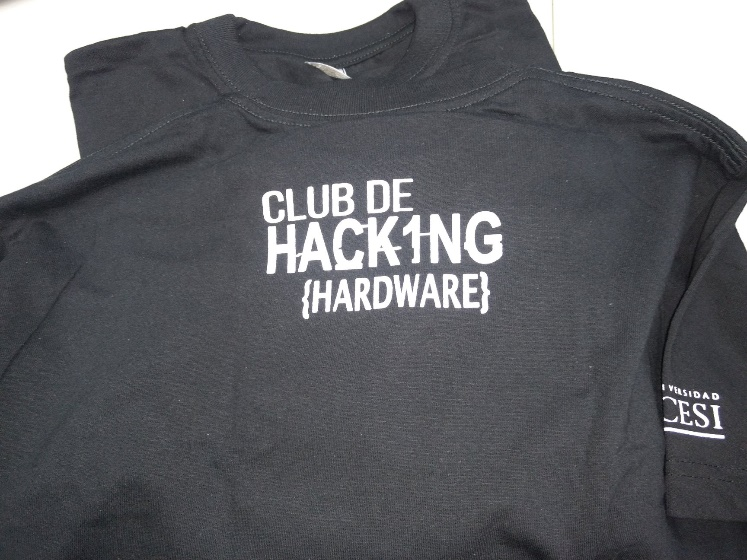 CLUB DE
HACK1NG
{HARDWARE}
VERSIDAD
CESI